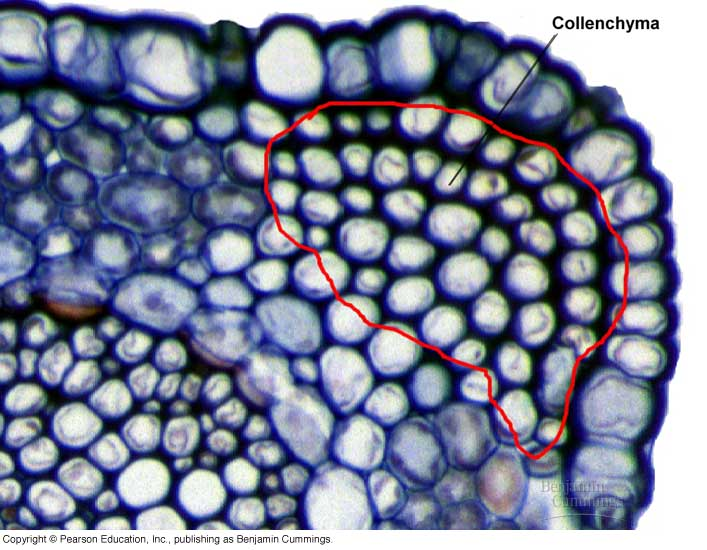 Collenchyma
Benjamin
Cummings
Copyright © Pearson Education, Inc., publishing as Benjamin Cummings.